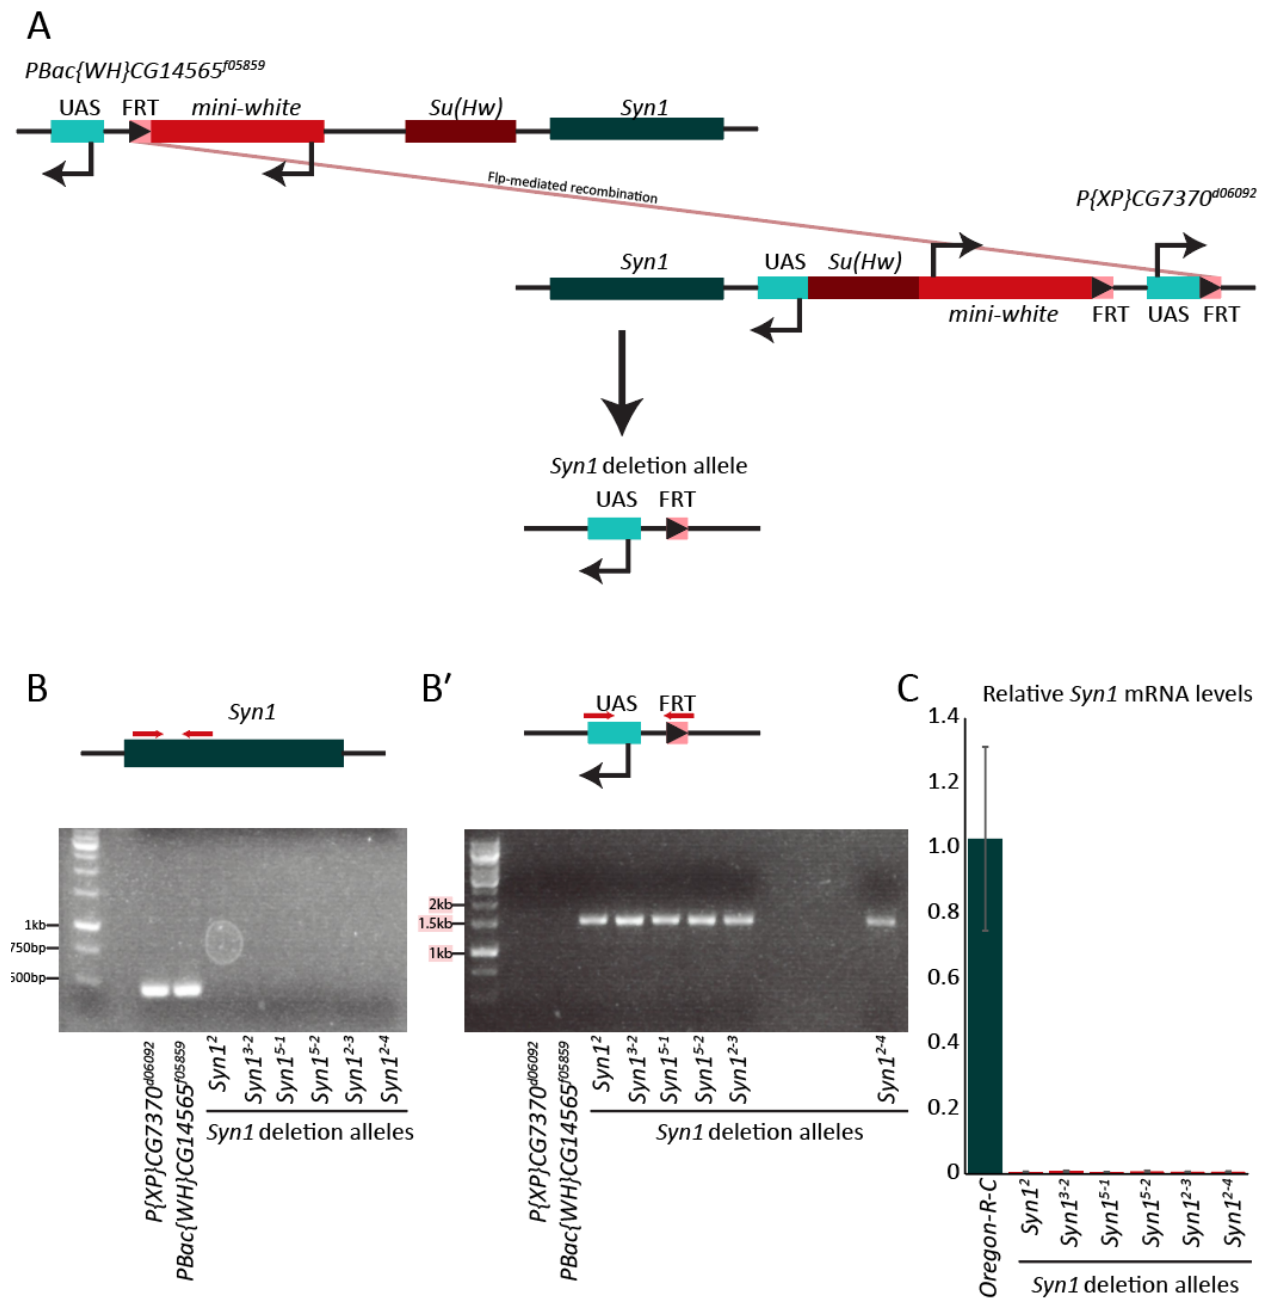 A
PBac{WH}CG14565f05859
UAS FRT mini-white Su(Hw) Syn1
Flp-mediated recombination
P{XP}CG7370d06092
Syn1 UAS Su(Hw)
mini-white FRT UAS FRT
Syn1 deletion allele
UAS FRT
B
Syn1
1kb
750bp
500bp
P{XP}CG7370d06092
PBac{WH}CG14565f05859
Syn12
Syn13-2
Syn15-1
Syn15-2
Syn12-3
Syn12-4
Syn1 deletion alleles
B′
UAS FRT
2kb
1.5kb
1kb
P{XP}CG7370d06092
PBac{WH}CG14565f05859
Syn12
Syn13-2
Syn15-1
Syn15-2
Syn12-3
Syn12-4
Syn1 deletion alleles
C
Relative Syn1 mRNA levels
1.4
1.2
1.0
0.8
0.6
0.4
0.2
0
Oregon-R-C
Syn12
Syn13-2
Syn15-1
Syn15-2
Syn12-3
Syn12-4
Syn1 deletion alleles